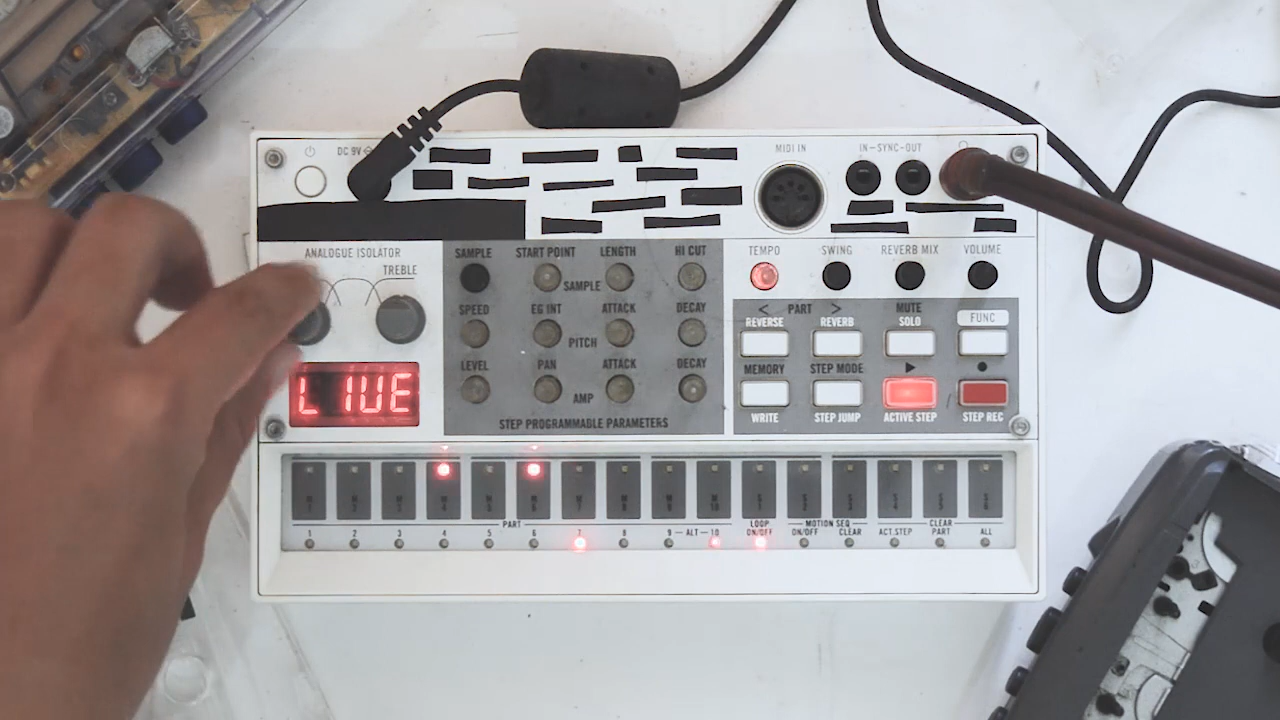 DC 9V
MIDI IN
IN-SYNC-OUT
ANALOGUE ISOLATOR
TREBLE
SAMPLE
START POINT
LENGTH
HI CUT
SAMPLE
SPEED
EG INT
ATTACK
DECAY
PITCH
LEVEL
PAN
ATTACK
DECAY
AMP
STEP PROGRAMMABLE PARAMETERS
TEMPO
SWING
REVERB MIX
VOLUME
< PART >
MUTE
REVERSE
REVERB
SOLO
FUNC
MEMORY
STEP MODE
WRITE
STEP JUMP
ACTIVE STEP
STEP REC
LIVE
PART
LOOP
MOTION SEQ
CLEAR
1 2 3 4 5 6 7 8 9 - ALT - 10
ON/OFF
ON/OFF
CLEAR
ACT.STEP
PART
ALL